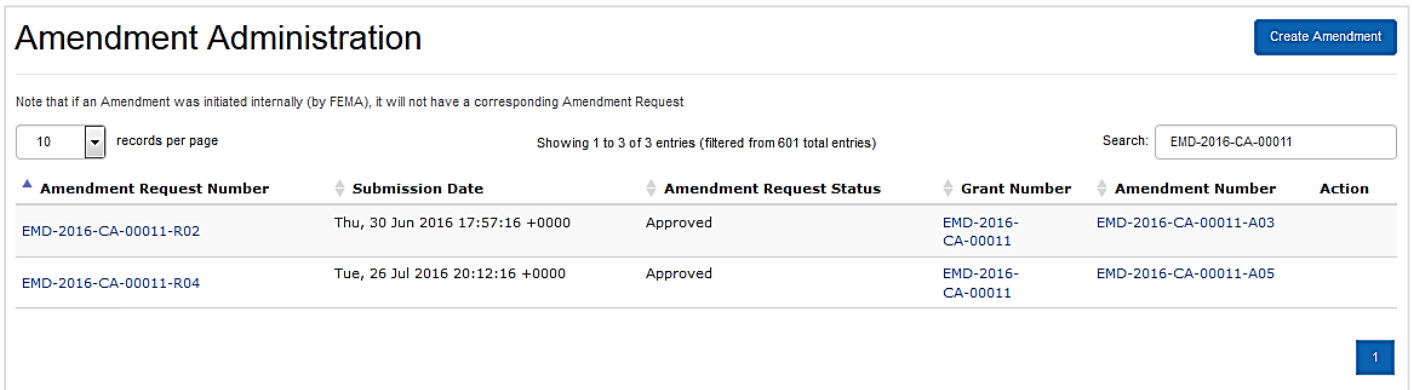 Amendment Administration
Create Amendment
Note that if an Amendment was initiated internally (by FEMA), it will not have a corresponding Amendment Request
10 records per page
Showing 1 to 3 of 3 entries (filtered from 601 total entries)
Search: EMD-2016-CA-00011
Amendment Request Number Submission Date Amendment Request Status Grant Number Amendment Number Action
EMD-2016-CA-00011-R02 Thu, 30 Jun 2016 17:57:16 +0000 Approved EMD-2016- EMD-2016-CA-00011-A03
CA-00011
EMD-2016-CA-00011-R04 Tue, 26 Jul 2016 20:12:16 +0000 Approved EMD-2016- EMD-2016-CA-00011-A05
CA-00011
1